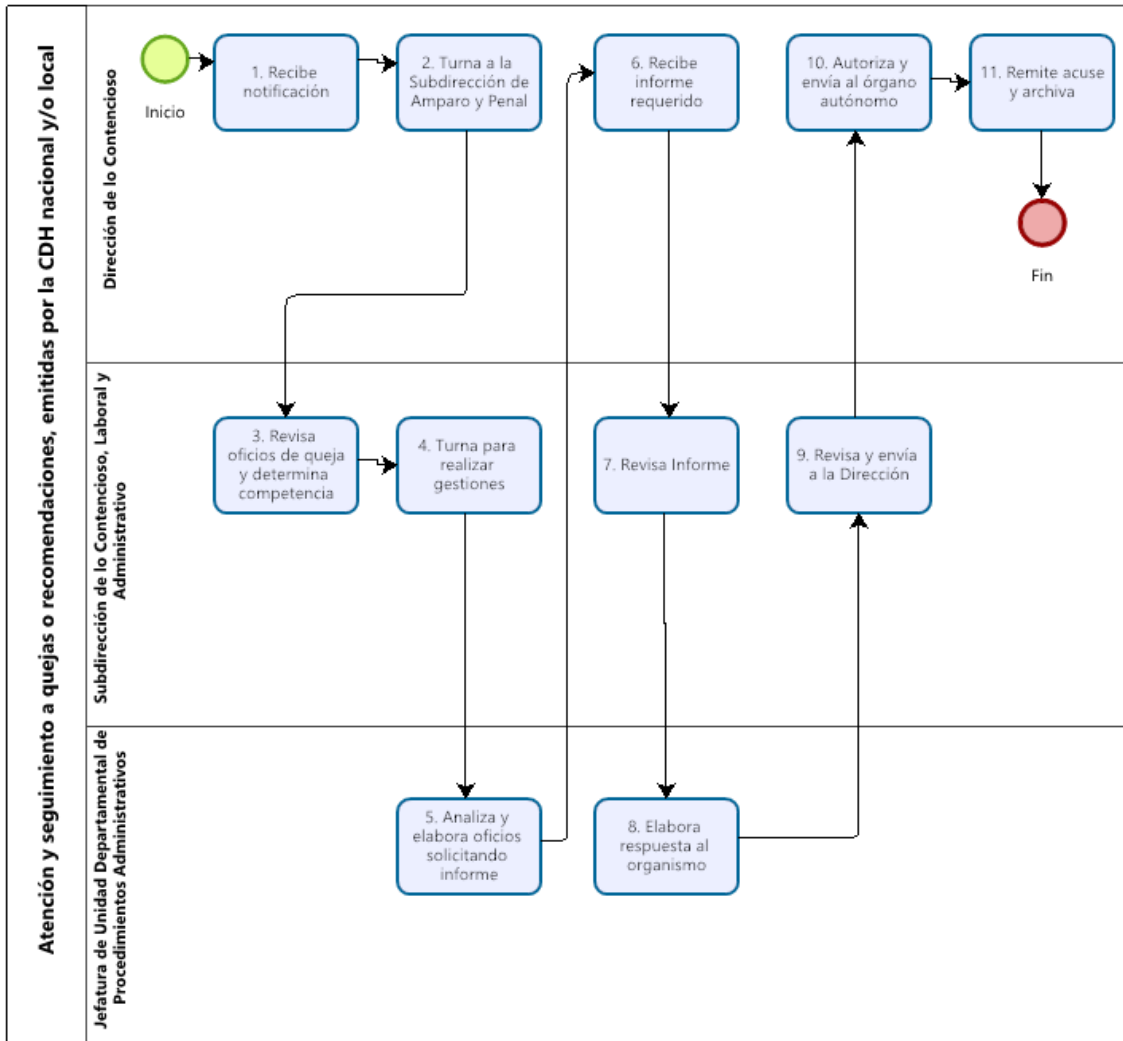 Atención y seguimiento a quejas o recomendaciones, emitidas por la CDH nacional y/o local
Dirección de lo Contencioso
Inicio
1. Recibe
notificación
2. Turna a la
Subdirección de
Amparo y Penal
6. Recibe
informe
requerido
10. Autoriza y
envía al órgano
autónomo
11. Remite acuse
y archiva
Fin
Subdirección de lo Contencioso, Laboral y
Administrativo
3. Revisa
oficios de queja
y determina
competencia
4. Turna para
realizar
gestiones
7. Revisa Informe
9. Revisa y envía
a la Dirección
Jefatura de Unidad Departamental de
Procedimientos Administrativos
5. Analiza y
elabora oficios
solicitando
informe
8. Elabora
respuesta al
organismo